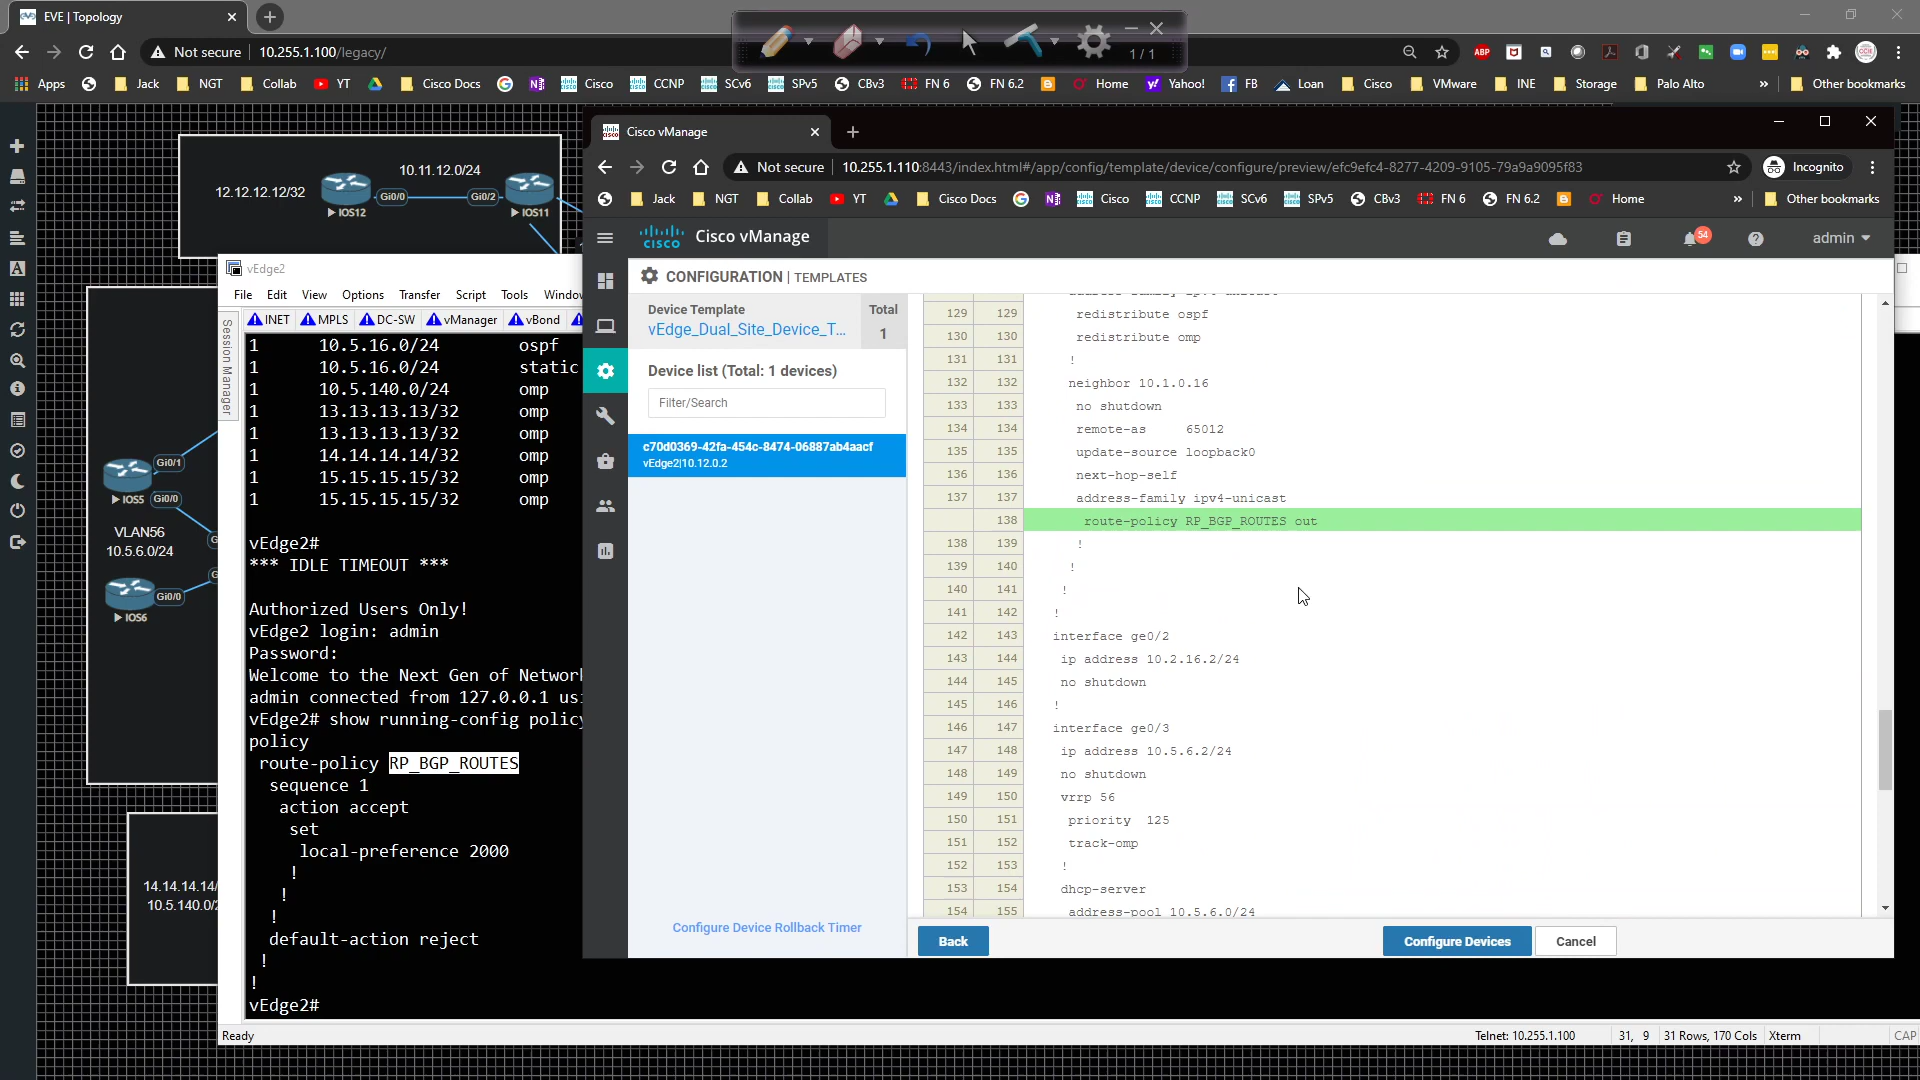 EVE | Topology
1 / 1
Not secure 10.255.1.100/legacy/
Apps Jack NGT Collab YT Cisco Docs Cisco CCNP SCv6 SPv5 CBv3 FN 6 FN 6.2 Home Yahoo! FB Loan Cisco VMware INE Storage Palo Alto » Other bookmarks
10.11.12.0/24
12.12.12.12/32
Gi0/0
Gi0/2
IOS12
IOS11
Gi0/1
IOS5
Gi0/0
VLAN56
10.5.6.0/24
Gi0/0
IOS6
14.14.14.14/
10.5.140.0/2
vEdge2
File Edit View Options Transfer Script Tools Window
INET MPLS DC-SW vManager vBond
Session Manager
1 10.5.16.0/24 ospf
1 10.5.16.0/24 static
1 10.5.140.0/24 omp
1 13.13.13.13/32 omp
1 13.13.13.13/32 omp
1 14.14.14.14/32 omp
1 15.15.15.15/32 omp
1 15.15.15.15/32 omp
vEdge2#
*** IDLE TIMEOUT ***
Authorized Users Only!
vEdge2 login: admin
Password:
Welcome to the Next Gen of Network
admin connected from 127.0.0.1 usi
vEdge2# show running-config policy
policy
route-policy RP_BGP_ROUTES
sequence 1
action accept
set
local-preference 2000
!
!
!
default-action reject
!
!
vEdge2#
Ready
Telnet: 10.255.1.100 31, 9 31 Rows, 170 Cols Xterm CAP
Cisco vManage
Not secure 10.255.1.110:8443/index.html#/app/config/template/device/configure/preview/efc9efc4-8277-4209-9105-79a9a9095f83
Incognito
Jack NGT Collab YT Cisco Docs Cisco CCNP SCv6 SPv5 CBv3 FN 6 FN 6.2 Home » Other bookmarks
CISCO Cisco vManage
54
admin
CONFIGURATION | TEMPLATES
Device Template
vEdge_Dual_Site_Device_T...
Total
1
Device list (Total: 1 devices)
Filter/Search
c70d0369-42fa-454c-8474-06887ab4aacf
vEdge2|10.12.0.2
Configure Device Rollback Timer
129 129 redistribute ospf
130 130 redistribute omp
131 131 !
132 132 neighbor 10.1.0.16
133 133 no shutdown
134 134 remote-as 65012
135 135 update-source loopback0
136 136 next-hop-self
137 137 address-family ipv4-unicast
138 route-policy RP_BGP_ROUTES out
138 139 !
139 140 !
140 141 !
141 142 !
142 143 interface ge0/2
143 144 ip address 10.2.16.2/24
144 145 no shutdown
145 146 !
146 147 interface ge0/3
147 148 ip address 10.5.6.2/24
148 149 no shutdown
149 150 vrrp 56
150 151 priority 125
151 152 track-omp
152 153 !
153 154 dhcp-server
154 155 address-pool 10.5.6.0/24
Back
Configure Devices
Cancel